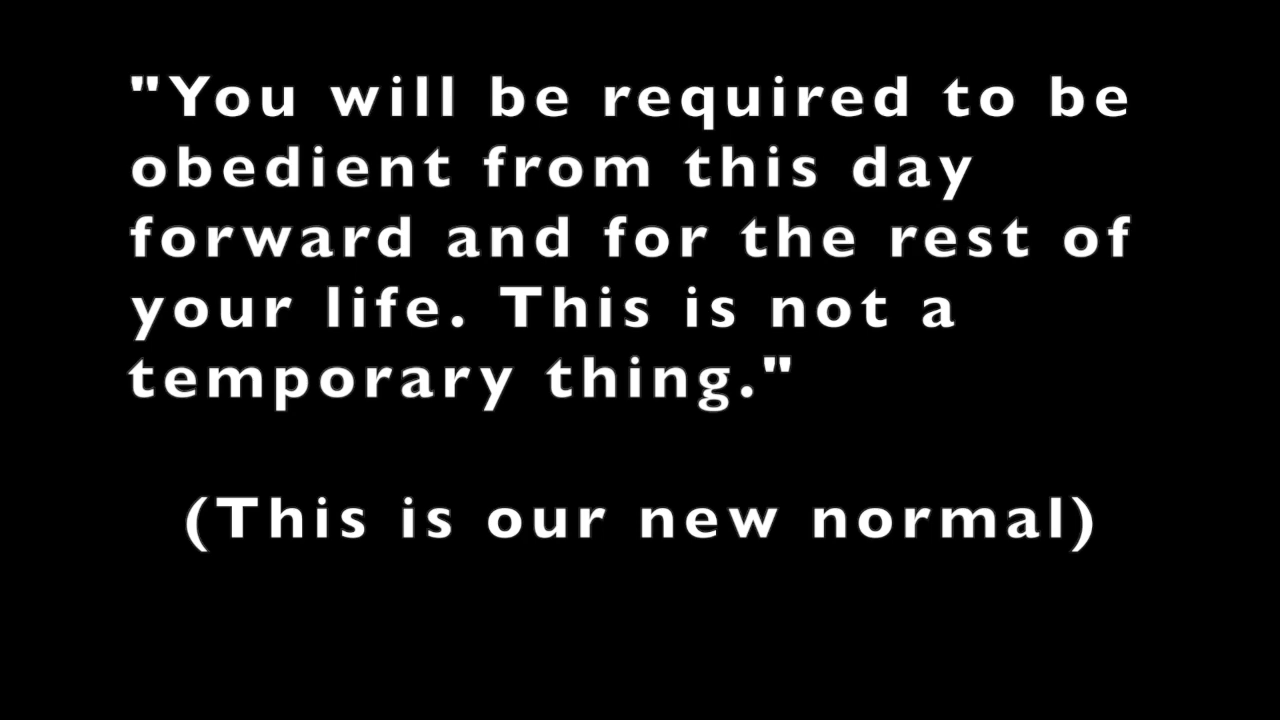 "You will be required to be
obedient from this day
forward and for the rest of
your life. This is not a
temporary thing."
(This is our new normal)